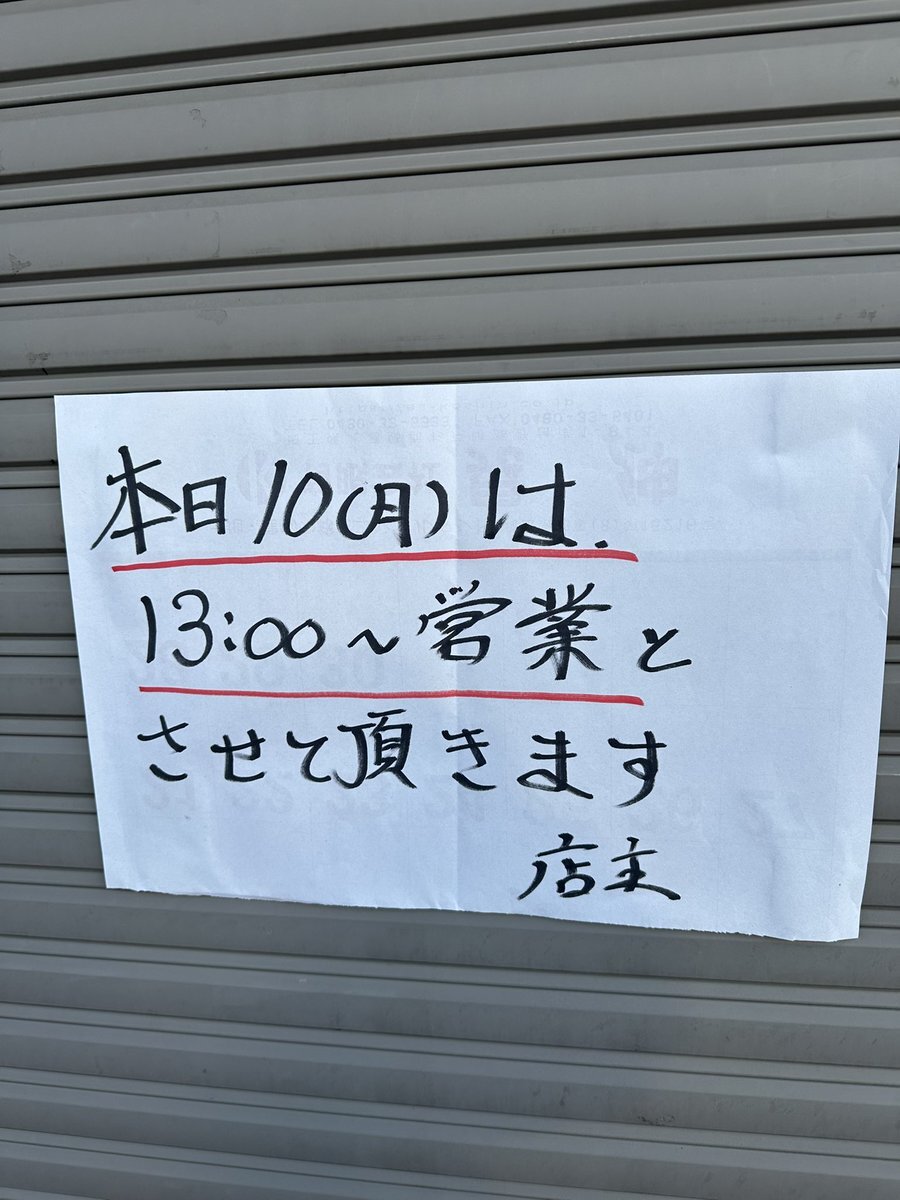 本日10(月)は、
13:00~営業と
させて頂きます
店主